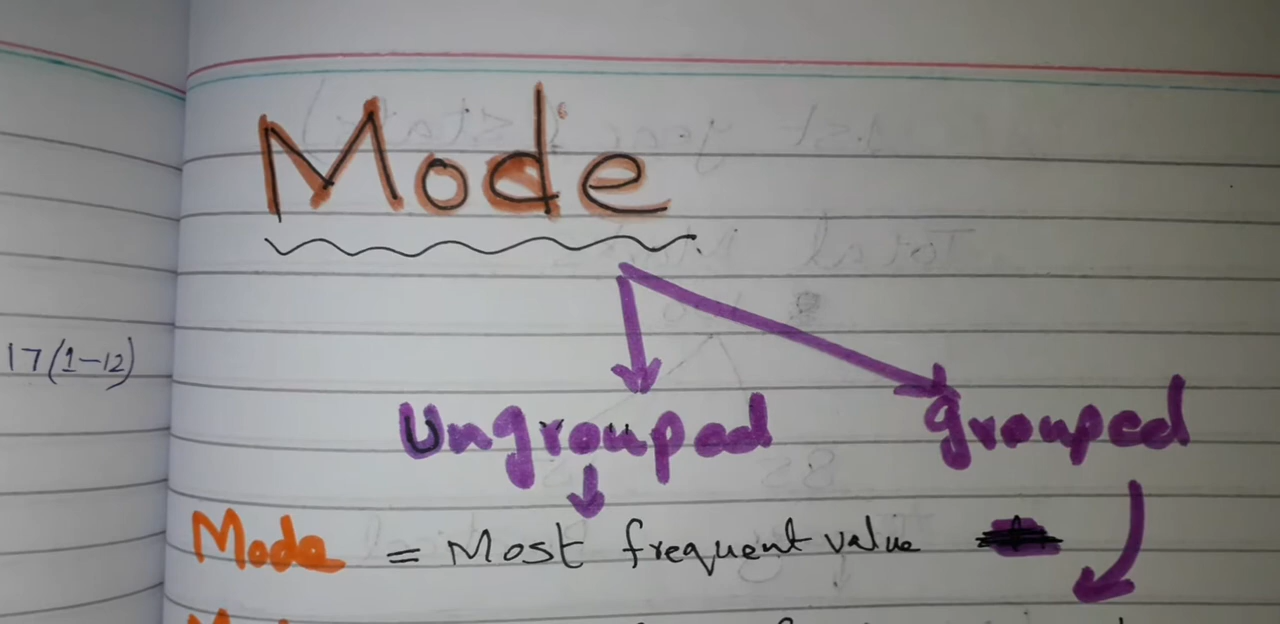 Mode
17(1-12)
Ungrouped grouped
Mode = Most frequent value